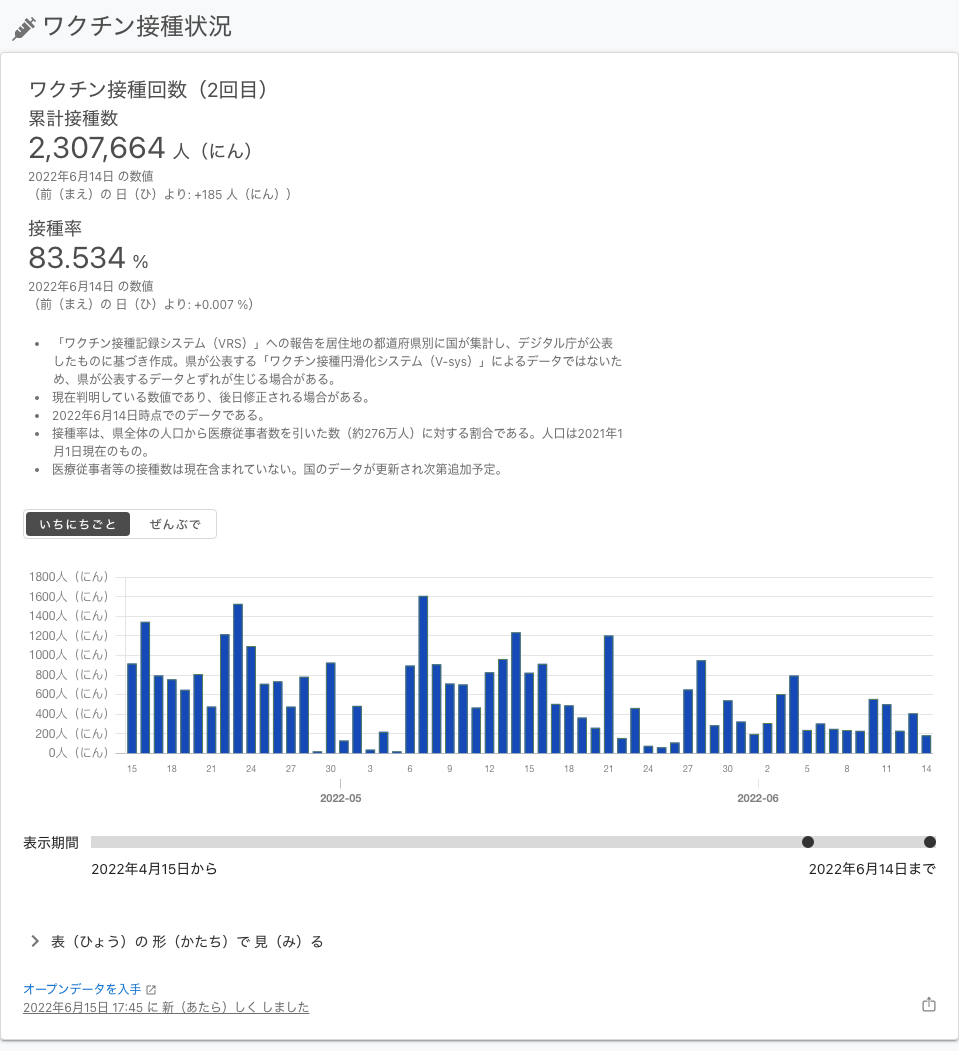 ワクチン接種状況
ワクチン接種回数（2回目）
累計接種数
2,307,664 人（にん）
2022年6月14日 の数値
（前（まえ）の 日（ひ）より: +185 人（にん））
接種率
83.534 %
2022年6月14日 の数値
（前（まえ）の 日（ひ）より: +0.007 %）
• 「ワクチン接種記録システム（VRS）」への報告を居住地の都道府県別に国が集計し、デジタル庁が公表
したものに基づき作成。県が公表する「ワクチン接種円滑化システム（V-sys）」によるデータではないた
め、県が公表するデータとずれが生じる場合がある。
• 現在判明している数値であり、後日修正される場合がある。
• 2022年6月14日時点でのデータである。
• 接種率は、県全体の人口から医療従事者数を引いた数（約276万人）に対する割合である。人口は2021年1
月1日現在のもの。
• 医療従事者等の接種数は現在含まれていない。国のデータが更新され次第追加予定。
いちにちごと ぜんぶで
1800人（にん）
1600人（にん）
1400人（にん）
1200人（にん）
1000人（にん）
800人（にん）
600人（にん）
400人（にん）
200人（にん）
0人（にん）
15 18 21 24 27 30 3 6 9 12 15 18 21 24 27 30 2 5 8 11 14
2022-05 2022-06
表示期間
2022年4月15日から 2022年6月14日まで
表（ひょう）の 形（かたち）で 見（み）る
オープンデータを入手
2022年6月15日 17:45 に 新（あたら）しく しました